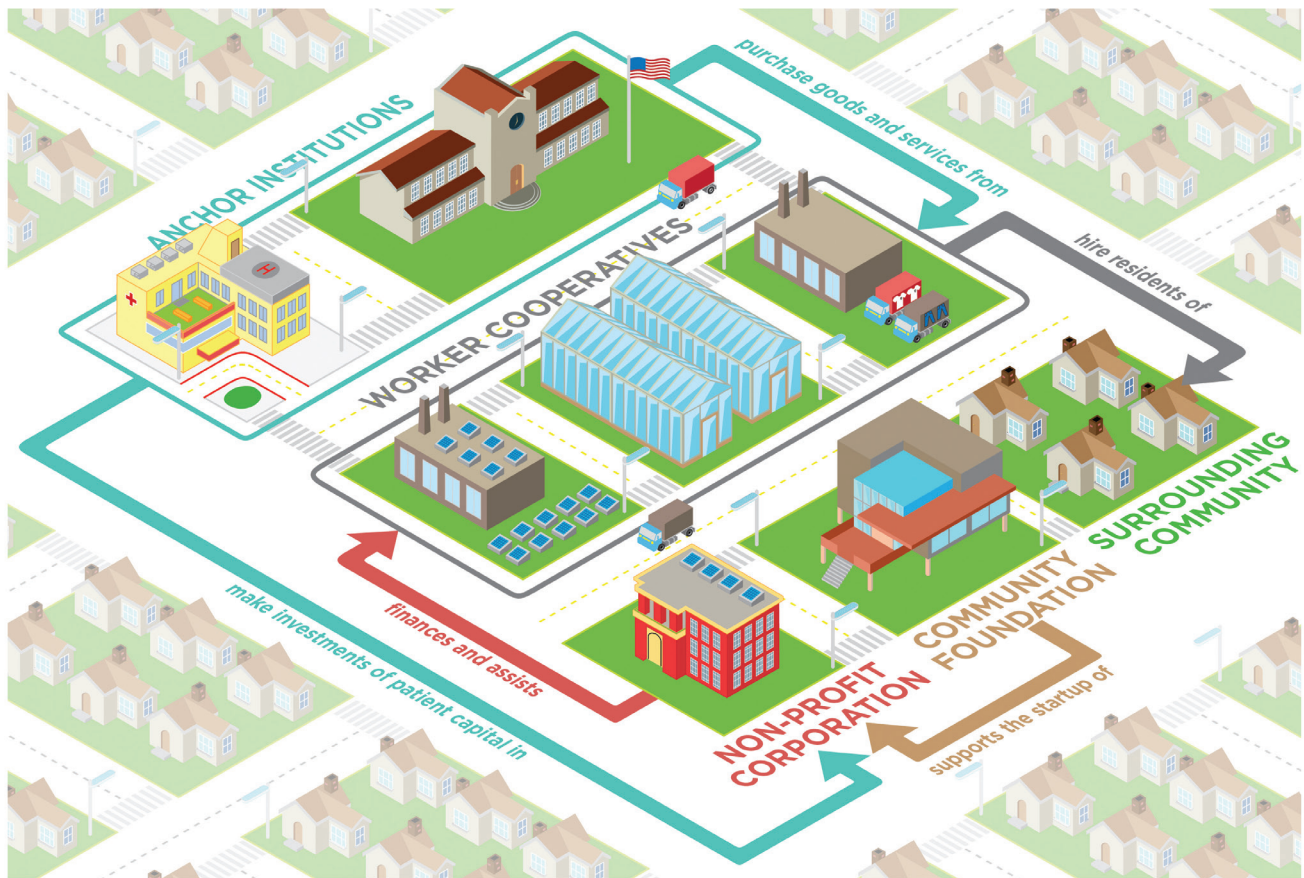 ANCHOR INSTITUTIONS
purchase goods and services from
WORKER COOPERATIVES
hire residents of
SURROUNDING
COMMUNITY
COMMUNITY
FOUNDATION
supports the startup of
NON-PROFIT
CORPORATION
finances and assists
make investments of patient capital in
H